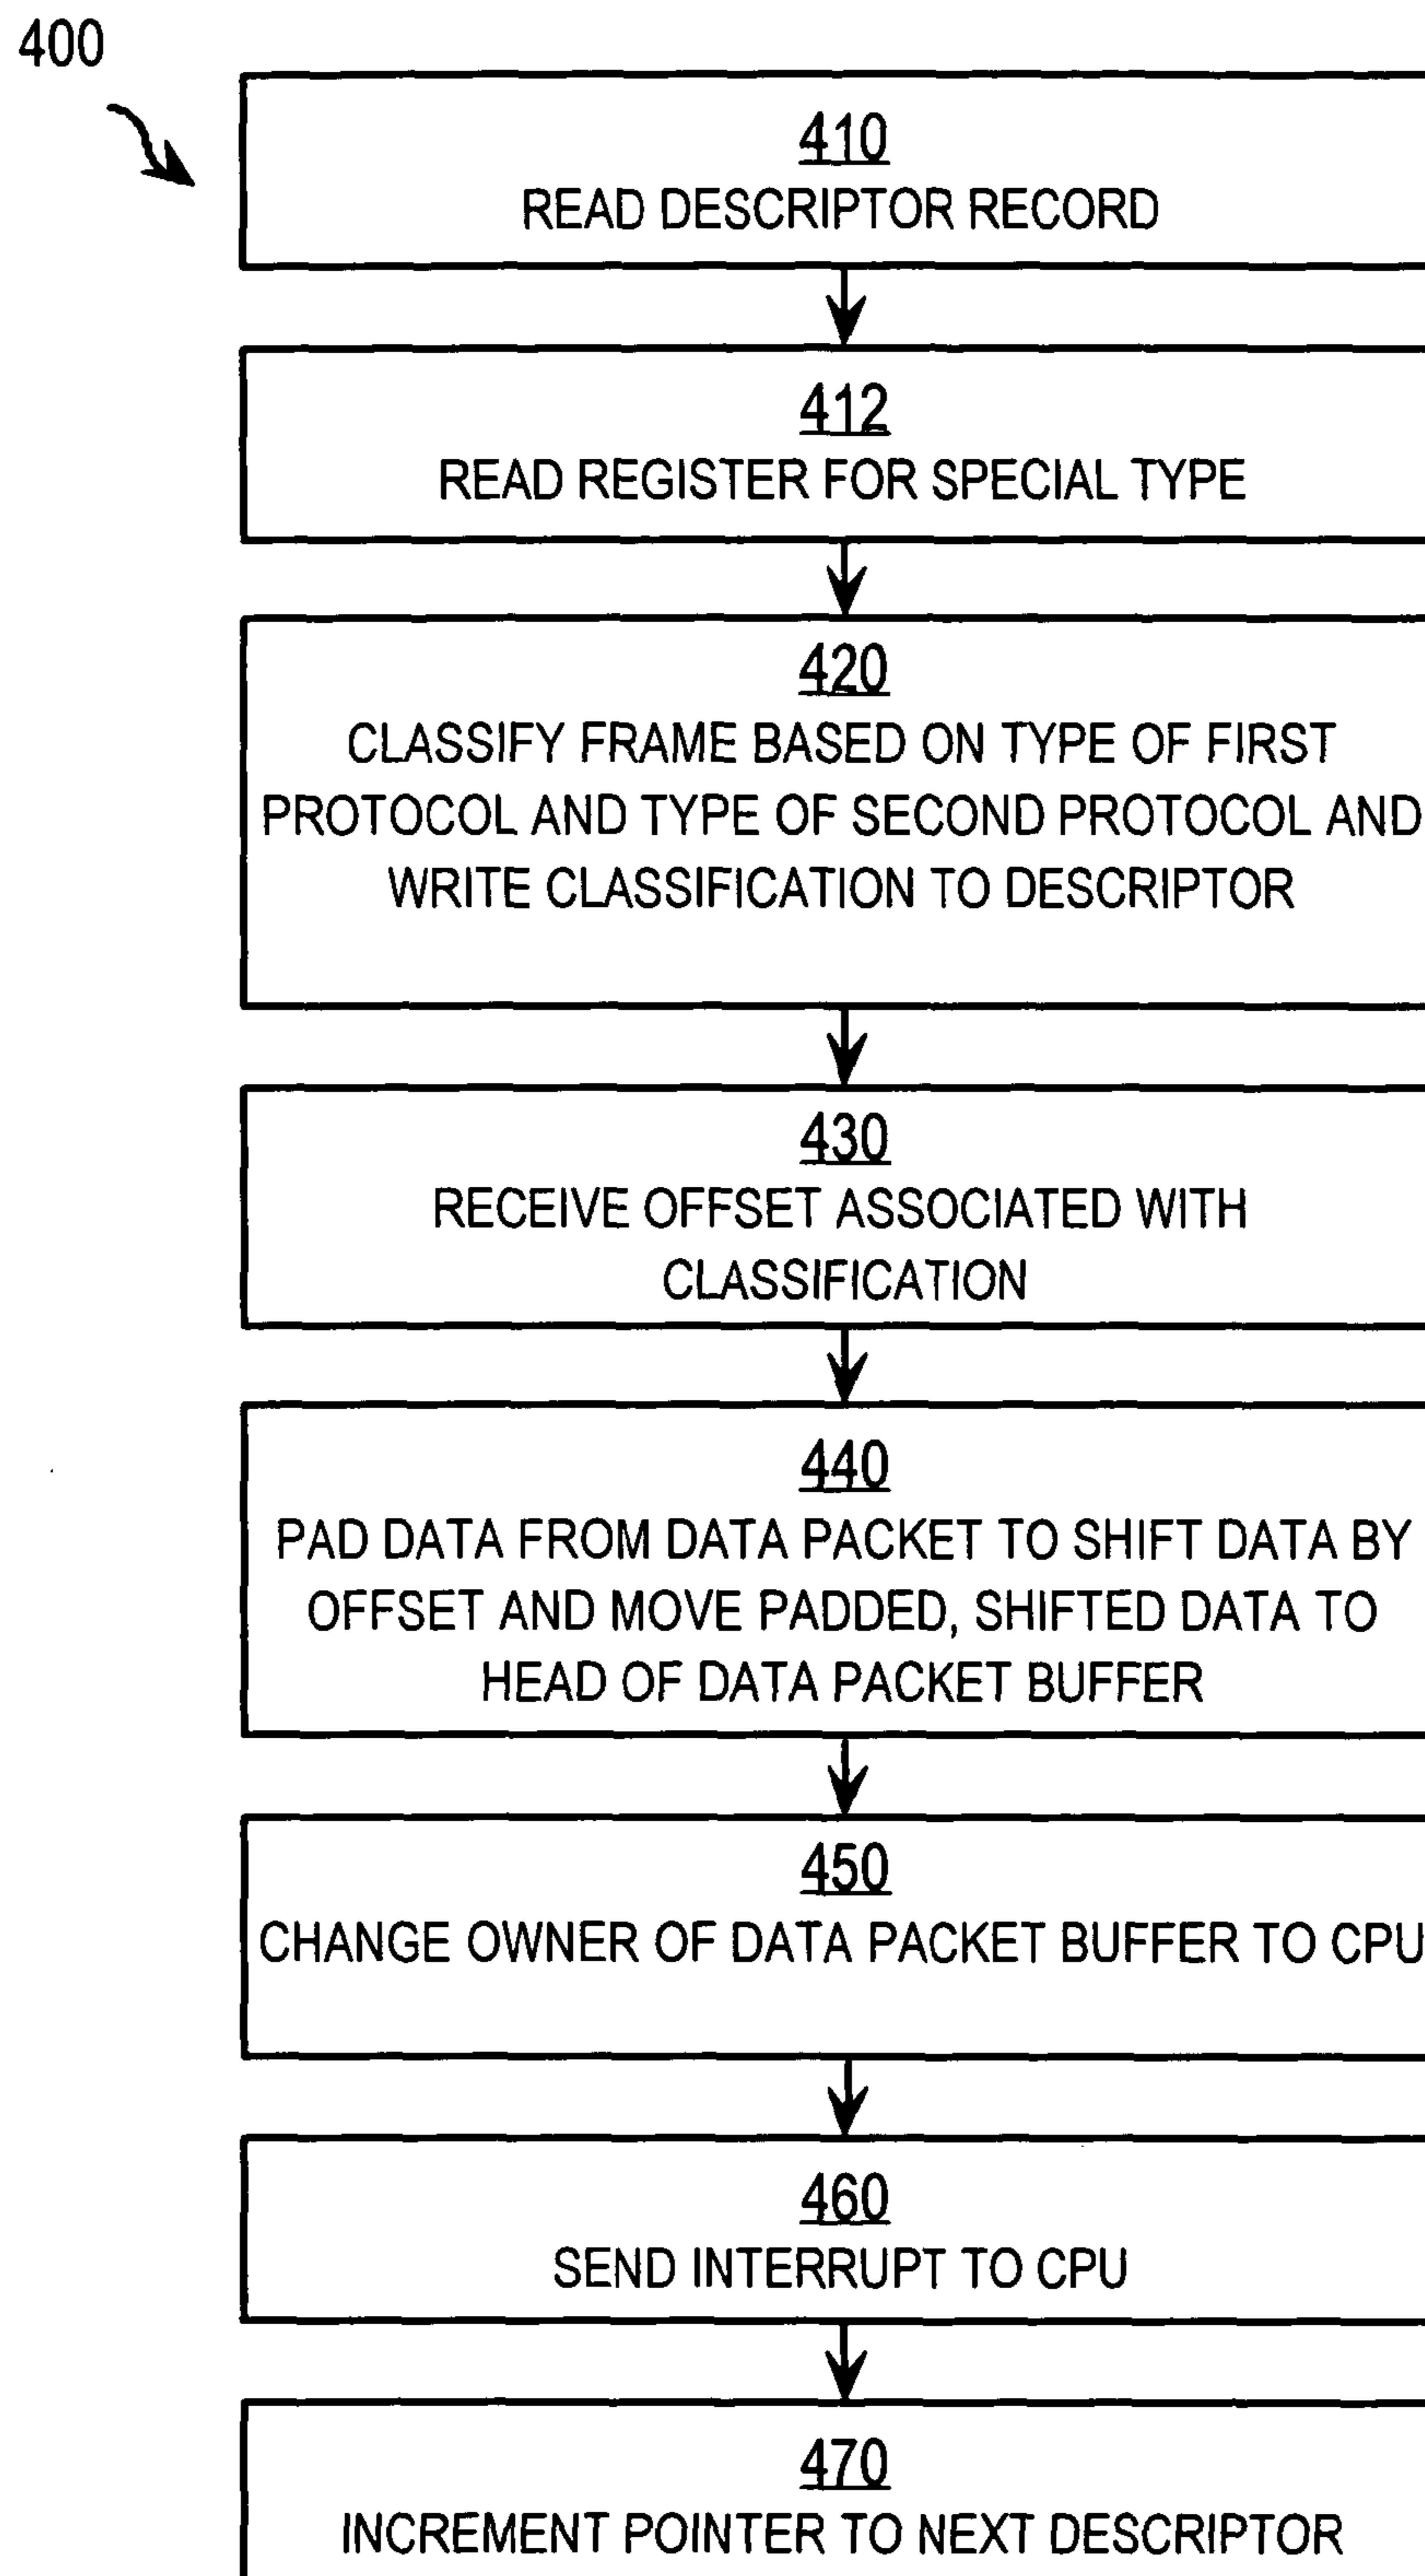 400
410
READ DESCRIPTOR RECORD
412
READ REGISTER FOR SPECIAL TYPE
420
CLASSIFY FRAME BASED ON TYPE OF FIRST
PROTOCOL AND TYPE OF SECOND PROTOCOL AND
WRITE CLASSIFICATION TO DESCRIPTOR
430
RECEIVE OFFSET ASSOCIATED WITH
CLASSIFICATION
440
PAD DATA FROM DATA PACKET TO SHIFT DATA BY
OFFSET AND MOVE PADDED, SHIFTED DATA TO
HEAD OF DATA PACKET BUFFER
450
CHANGE OWNER OF DATA PACKET BUFFER TO CPU
460
SEND INTERRUPT TO CPU
470
INCREMENT POINTER TO NEXT DESCRIPTOR